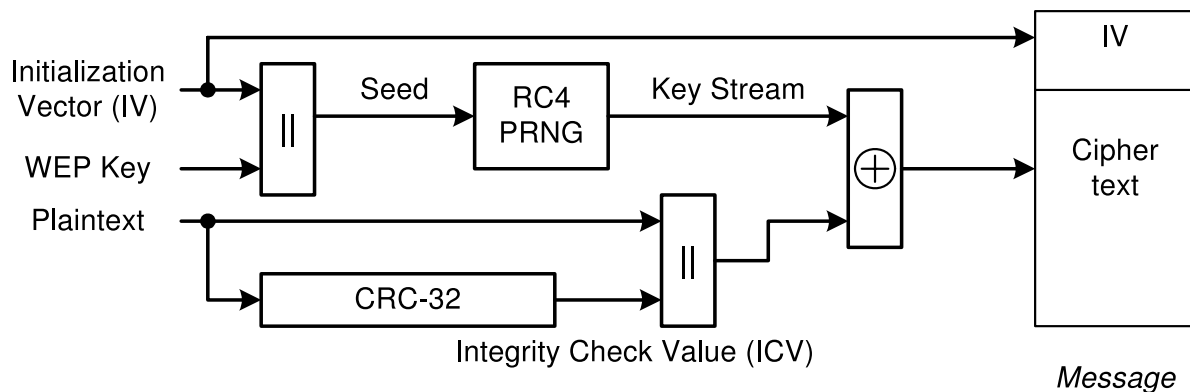 Initialization
Vector (IV)
WEP Key
Plaintext
||
Seed
RC4
PRNG
Key Stream
CRC-32
||
Integrity Check Value (ICV)
IV
Cipher
text
Message